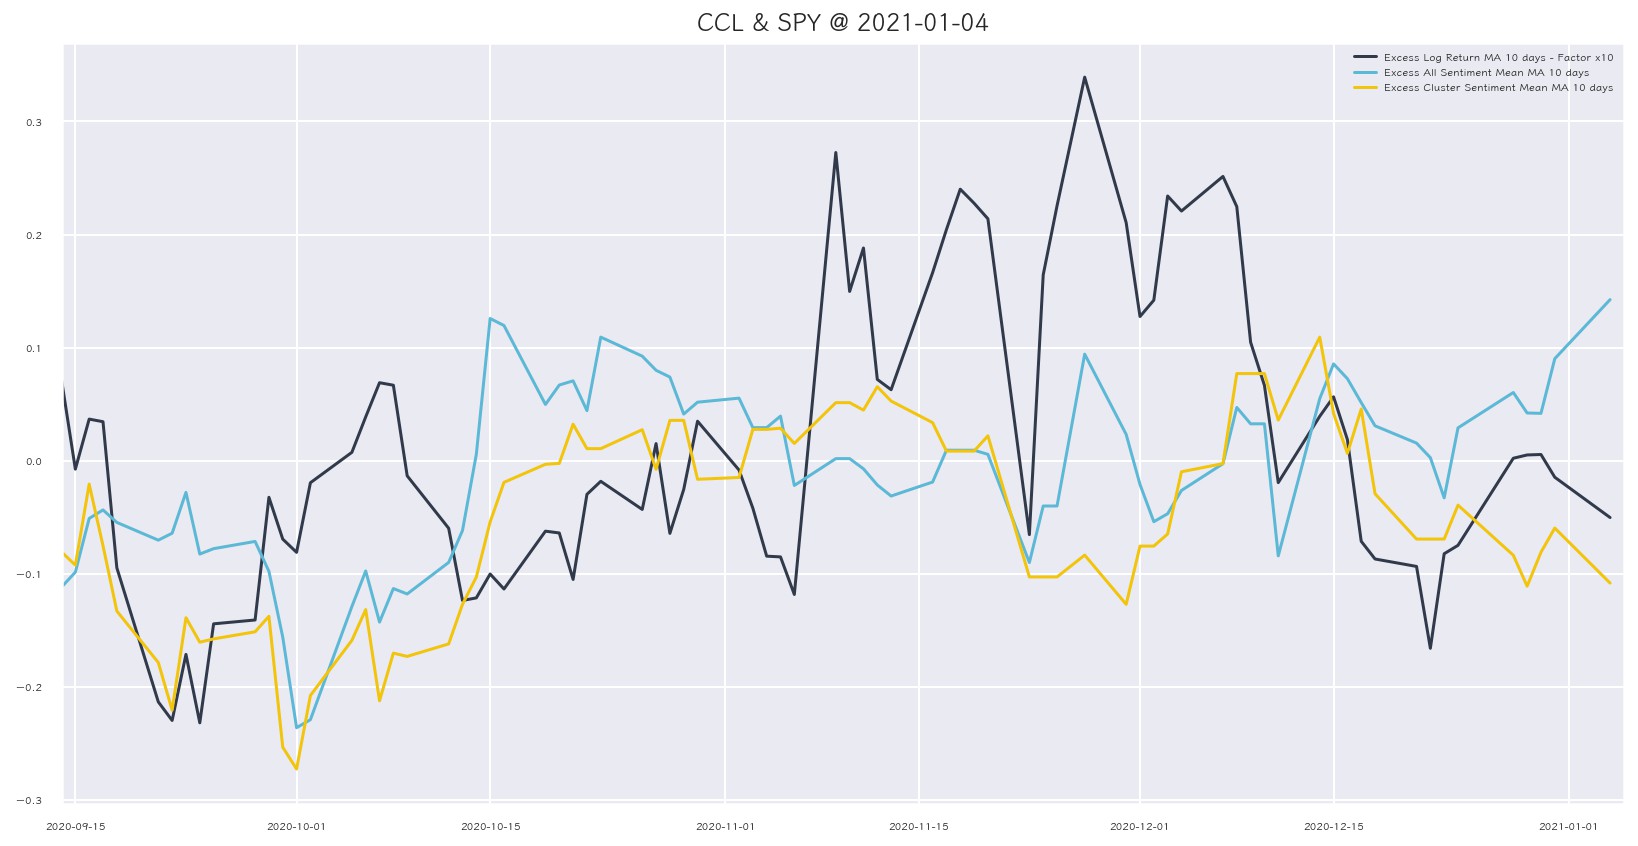 CCL & SPY @ 2021-01-04
Excess Log Return MA 10 days - Factor x10
Excess All Sentiment Mean MA 10 days
Excess Cluster Sentiment Mean MA 10 days
0.3
0.2
0.1
0.0
−0.1
−0.2
−0.3
2020-09-15 2020-10-01 2020-10-15 2020-11-01 2020-11-15 2020-12-01 2020-12-15 2021-01-01